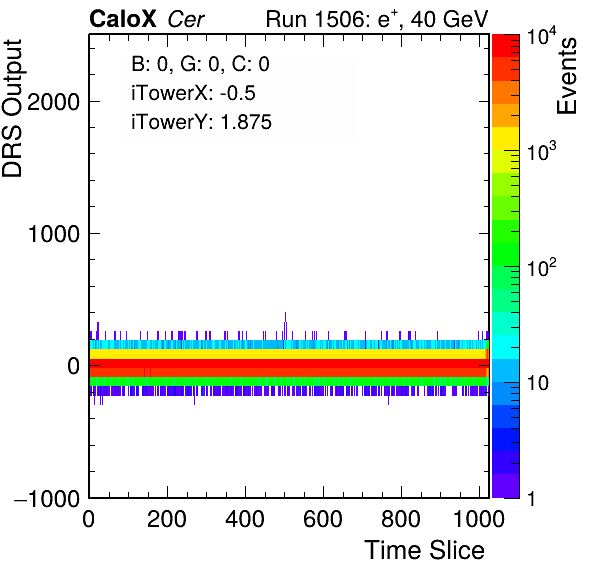 CaloX Cer Run 1506: e⁺, 40 GeV
B: 0, G: 0, C: 0
iTowerX: -0.5
iTowerY: 1.875
DRS Output
2000
1000
0
−1000
0 200 400 600 800 1000
Time Slice
Events
10⁴
10³
10²
10
1